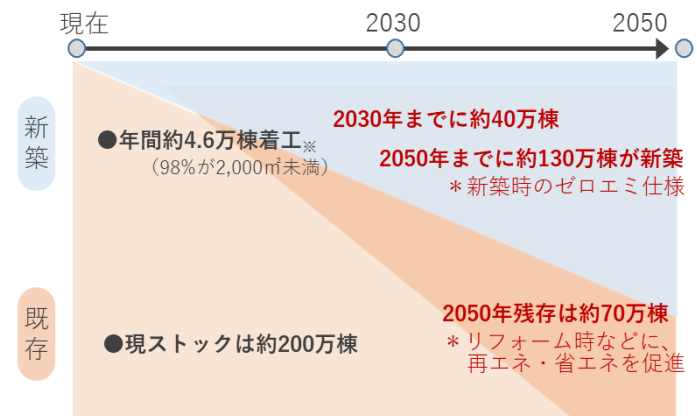 現在
2030
2050
新築
2030年までに約40万棟
●年間約4.6万棟着工※
(98%が2,000㎡未満)
2050年までに約130万棟が新築
＊新築時のゼロエミ仕様
既存
2050年残存は約70万棟
●現ストックは約200万棟
＊リフォーム時などに、
再エネ・省エネを促進